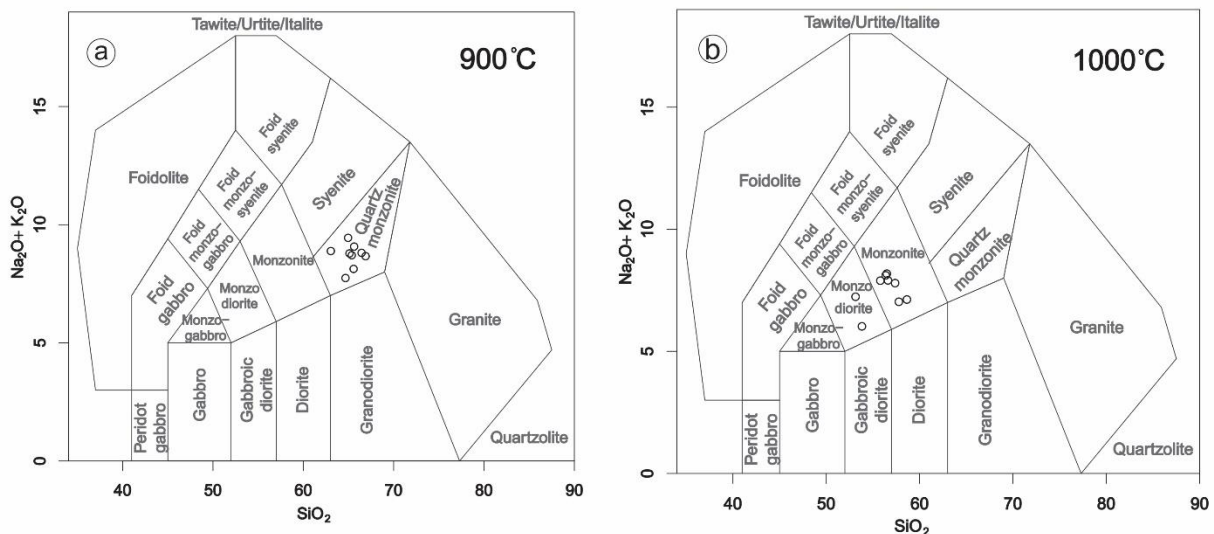 Tawite/Urtite/Italite
a
900°C
15
10
5
0
Na2O+ K2O
Foidolite
Foid
syenite
Foid
monzo-
syenite
Foid
monzo-
gabbro
Foid
gabbro
Syenite
Quartz
monzonite
Monzonite
Monzo
diorite
Monzo-
gabbro
Granite
Peridot
gabbro
Gabbro
Gabbroic
diorite
Diorite
Granodiorite
Quartzolite
40
50
60
70
80
90
SiO2
Tawite/Urtite/Italite
b
1000°C
15
10
5
0
Na2O+ K2O
Foidolite
Foid
syenite
Foid
monzo-
syenite
Foid
monzo-
gabbro
Foid
gabbro
Syenite
Quartz
monzonite
Monzonite
Monzo
diorite
Monzo-
gabbro
Granite
Peridot
gabbro
Gabbro
Gabbroic
diorite
Diorite
Granodiorite
Quartzolite
40
50
60
70
80
90
SiO2